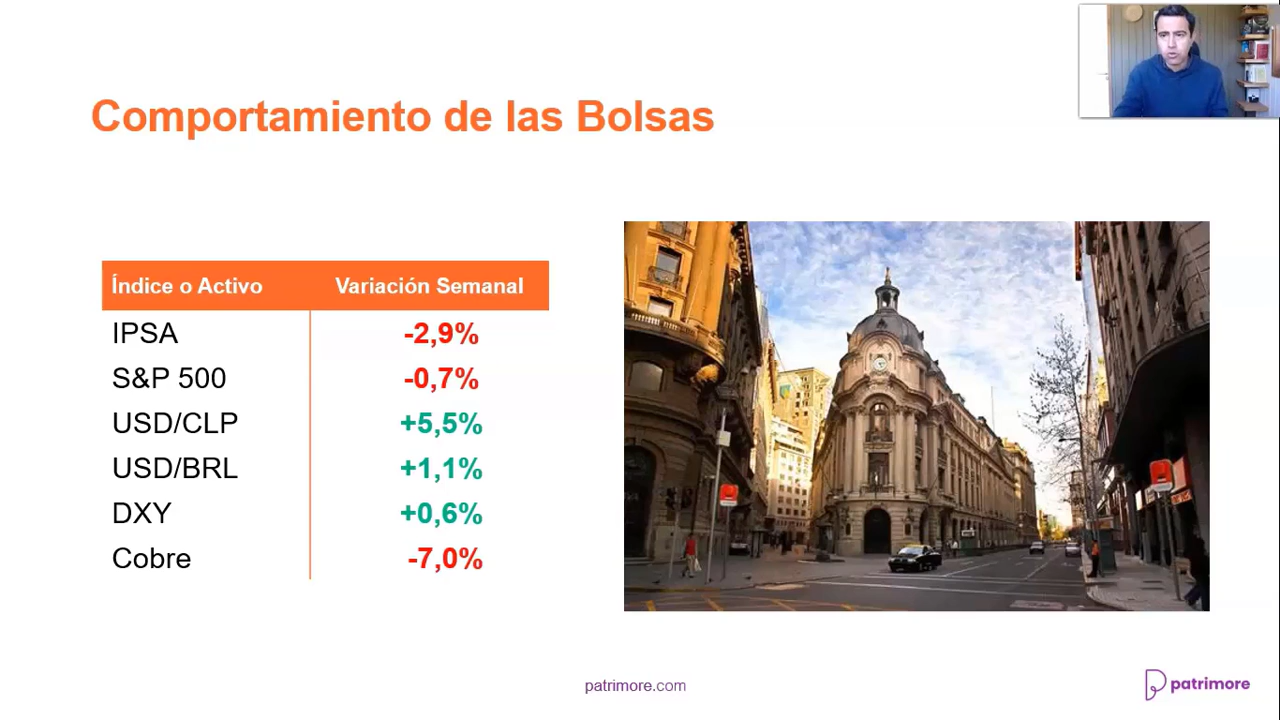 Comportamiento de las Bolsas
Índice o Activo Variación Semanal
IPSA -2,9%
S&P 500 -0,7%
USD/CLP +5,5%
USD/BRL +1,1%
DXY +0,6%
Cobre -7,0%
patrimore.com
patrimore